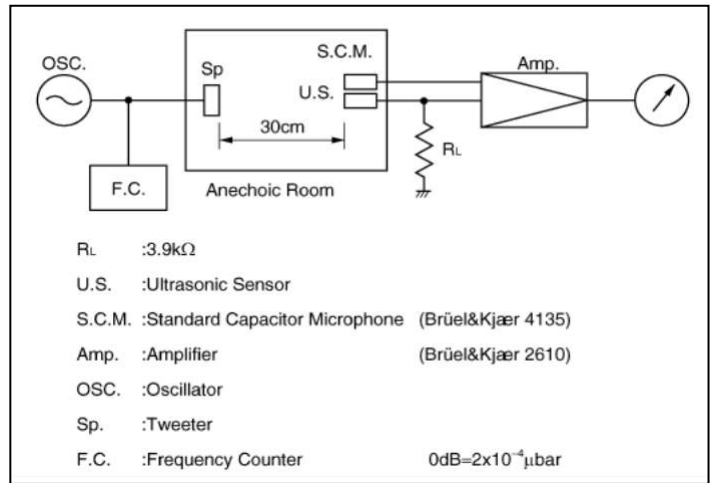 OSC.
Sp
S.C.M.
U.S.
Amp.
30cm
RL
F.C.
Anechoic Room
RL :3.9kΩ
U.S. :Ultrasonic Sensor
S.C.M. :Standard Capacitor Microphone (Brüel&Kjær 4135)
Amp. :Amplifier (Brüel&Kjær 2610)
OSC. :Oscillator
Sp. :Tweeter
F.C. :Frequency Counter 0dB=2x10⁻⁴μbar